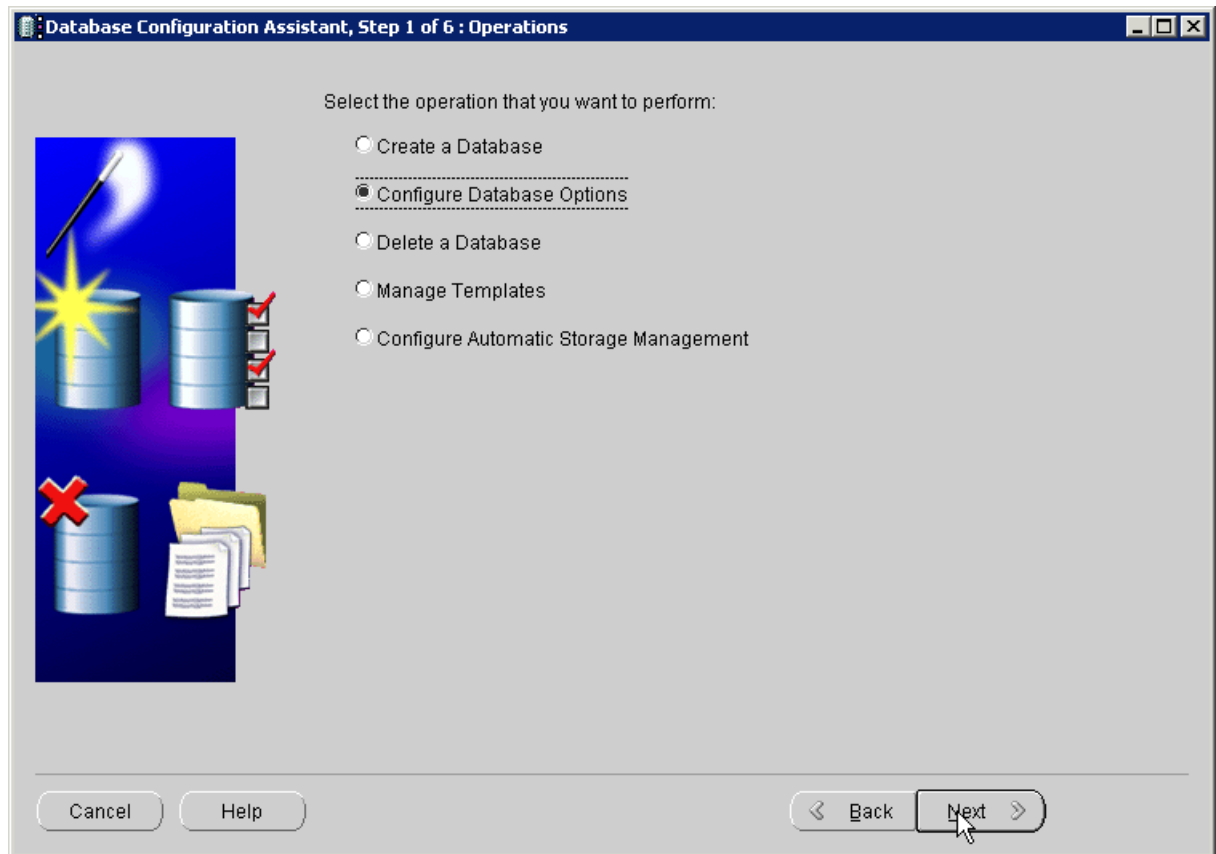 Database Configuration Assistant, Step 1 of 6 : Operations
Select the operation that you want to perform:
Create a Database
Configure Database Options
Delete a Database
Manage Templates
Configure Automatic Storage Management
Cancel
Help
Back
Next